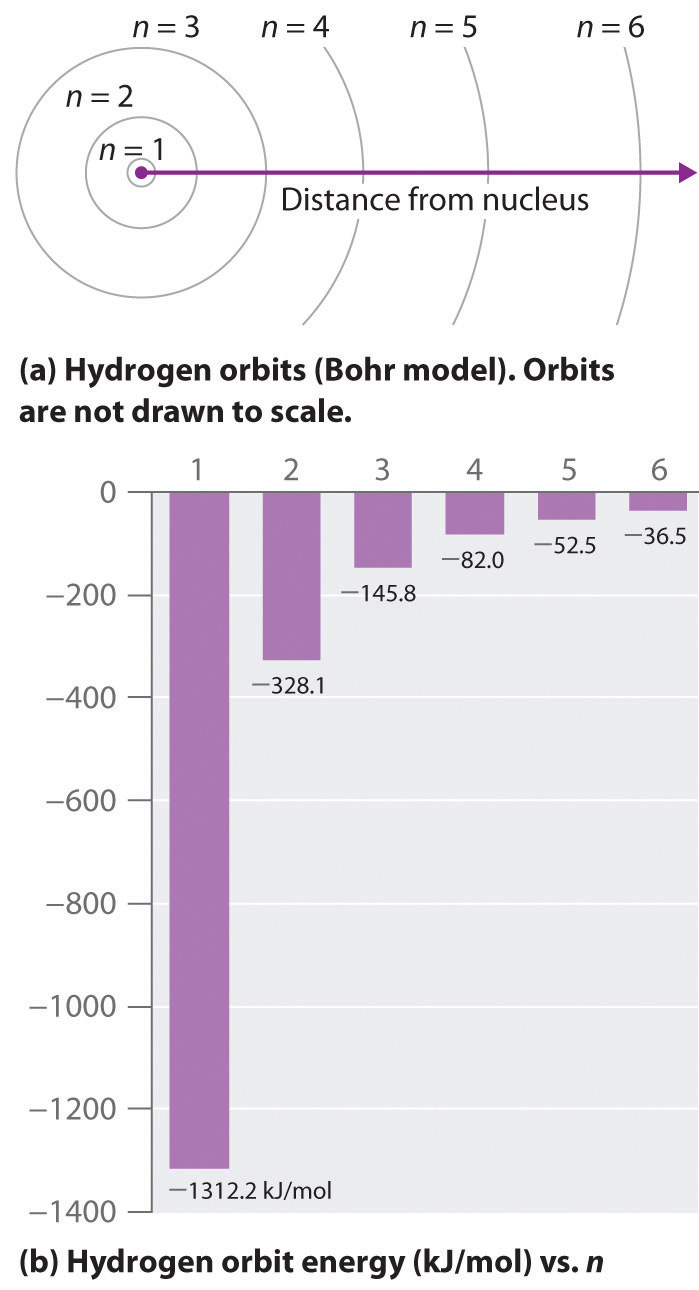 n = 3 n = 4 n = 5 n = 6
n = 2
n = 1
Distance from nucleus
(a) Hydrogen orbits (Bohr model). Orbits
are not drawn to scale.
1 2 3 4 5 6
0
−36.5
−52.5
−82.0
−200
−145.8
−328.1
−400
−600
−800
−1000
−1200
−1312.2 kJ/mol
−1400
(b) Hydrogen orbit energy (kJ/mol) vs. n